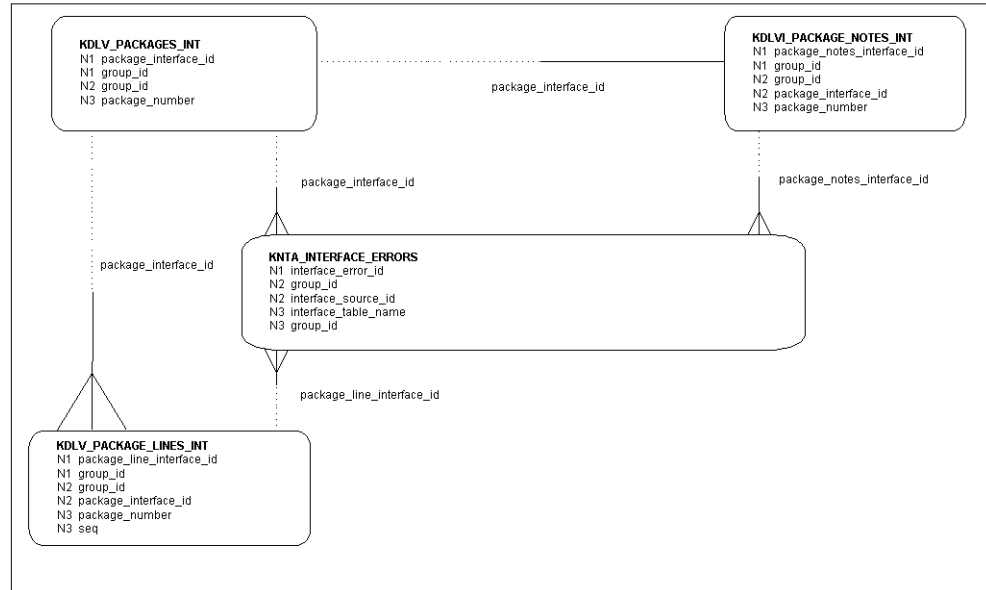 KDLV_PACKAGES_INT
N1 package_interface_id
N1 group_id
N2 group_id
N3 package_number
KDLVI_PACKAGE_NOTES_INT
N1 package_notes_interface_id
N1 group_id
N2 group_id
N2 package_interface_id
N3 package_number
package_interface_id
package_interface_id
package_notes_interface_id
package_interface_id
KNTA_INTERFACE_ERRORS
N1 interface_error_id
N2 group_id
N2 interface_source_id
N3 interface_table_name
N3 group_id
package_line_interface_id
KDLV_PACKAGE_LINES_INT
N1 package_line_interface_id
N1 group_id
N2 group_id
N2 package_interface_id
N3 package_number
N3 seq